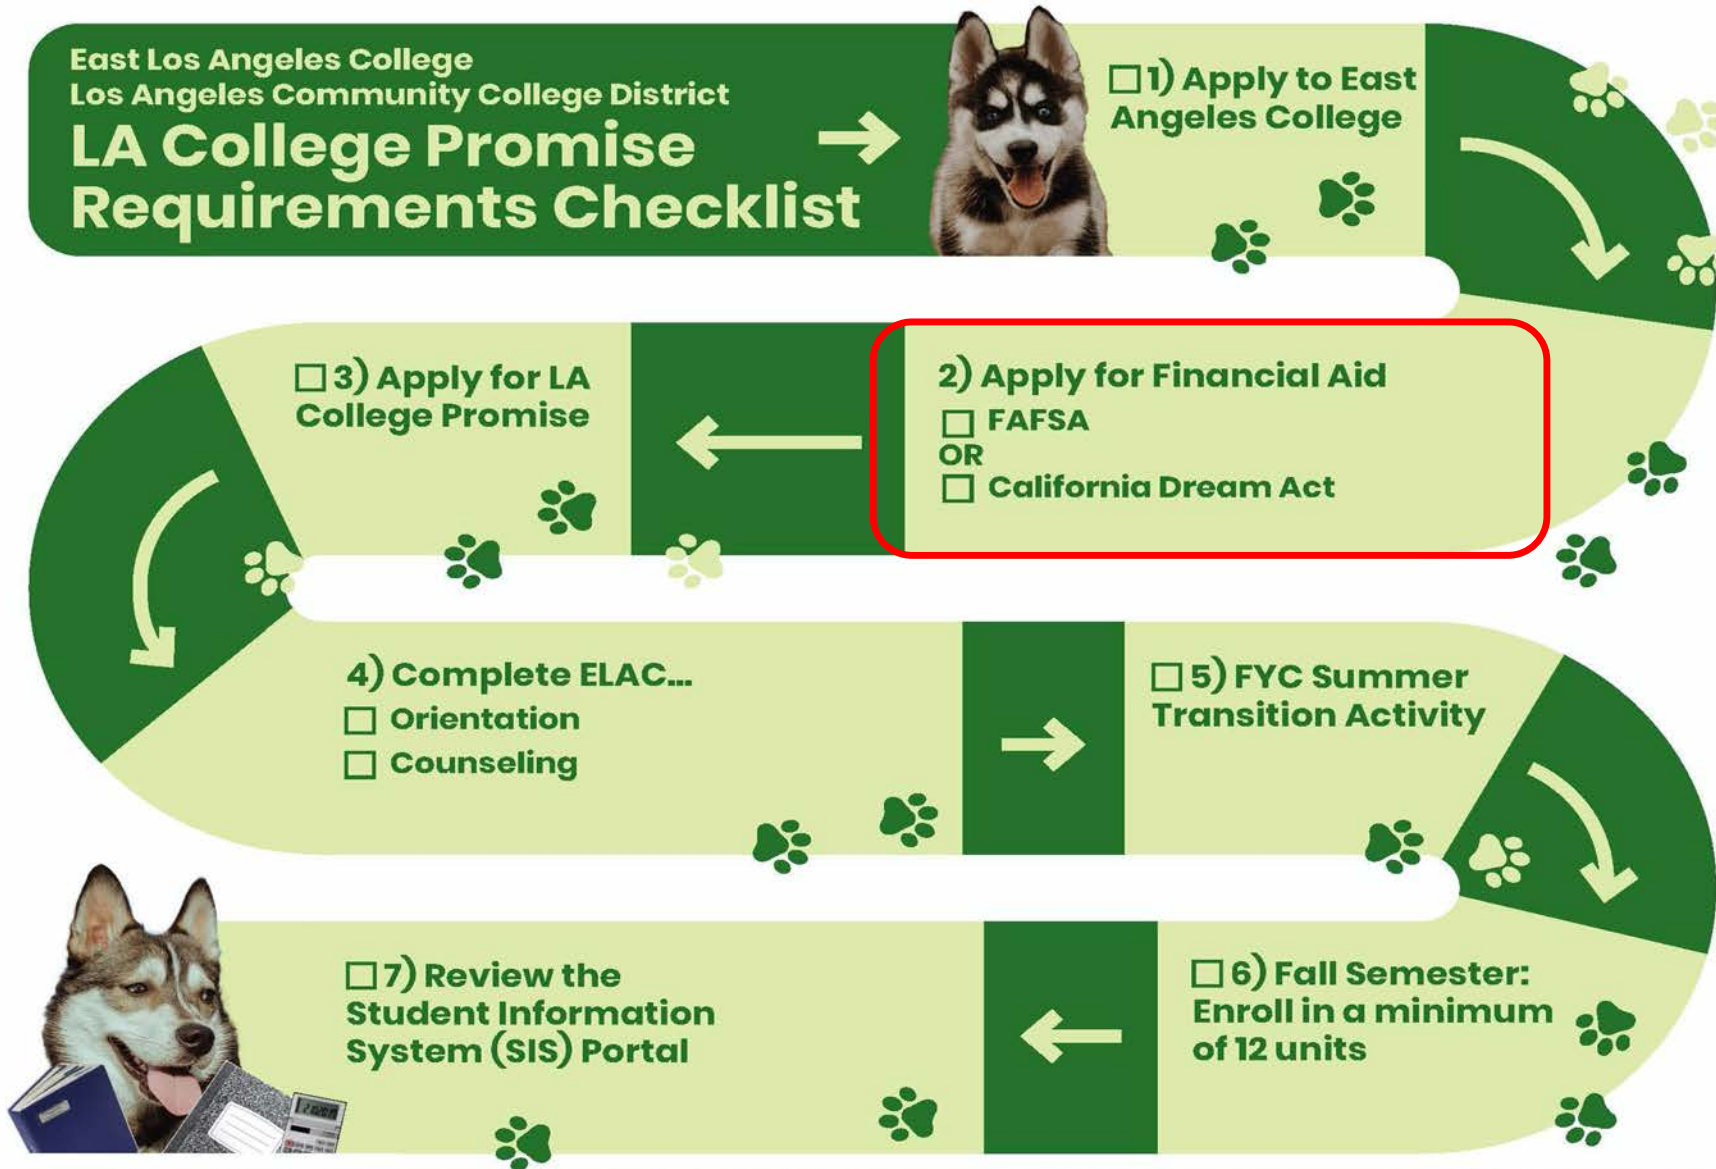 East Los Angeles College
Los Angeles Community College District
LA College Promise
Requirements Checklist
1) Apply to East
Angeles College
2) Apply for Financial Aid
FAFSA
OR
California Dream Act
3) Apply for LA
College Promise
4) Complete ELAC...
Orientation
Counseling
5) FYC Summer
Transition Activity
6) Fall Semester:
Enroll in a minimum
of 12 units
7) Review the
Student Information
System (SIS) Portal